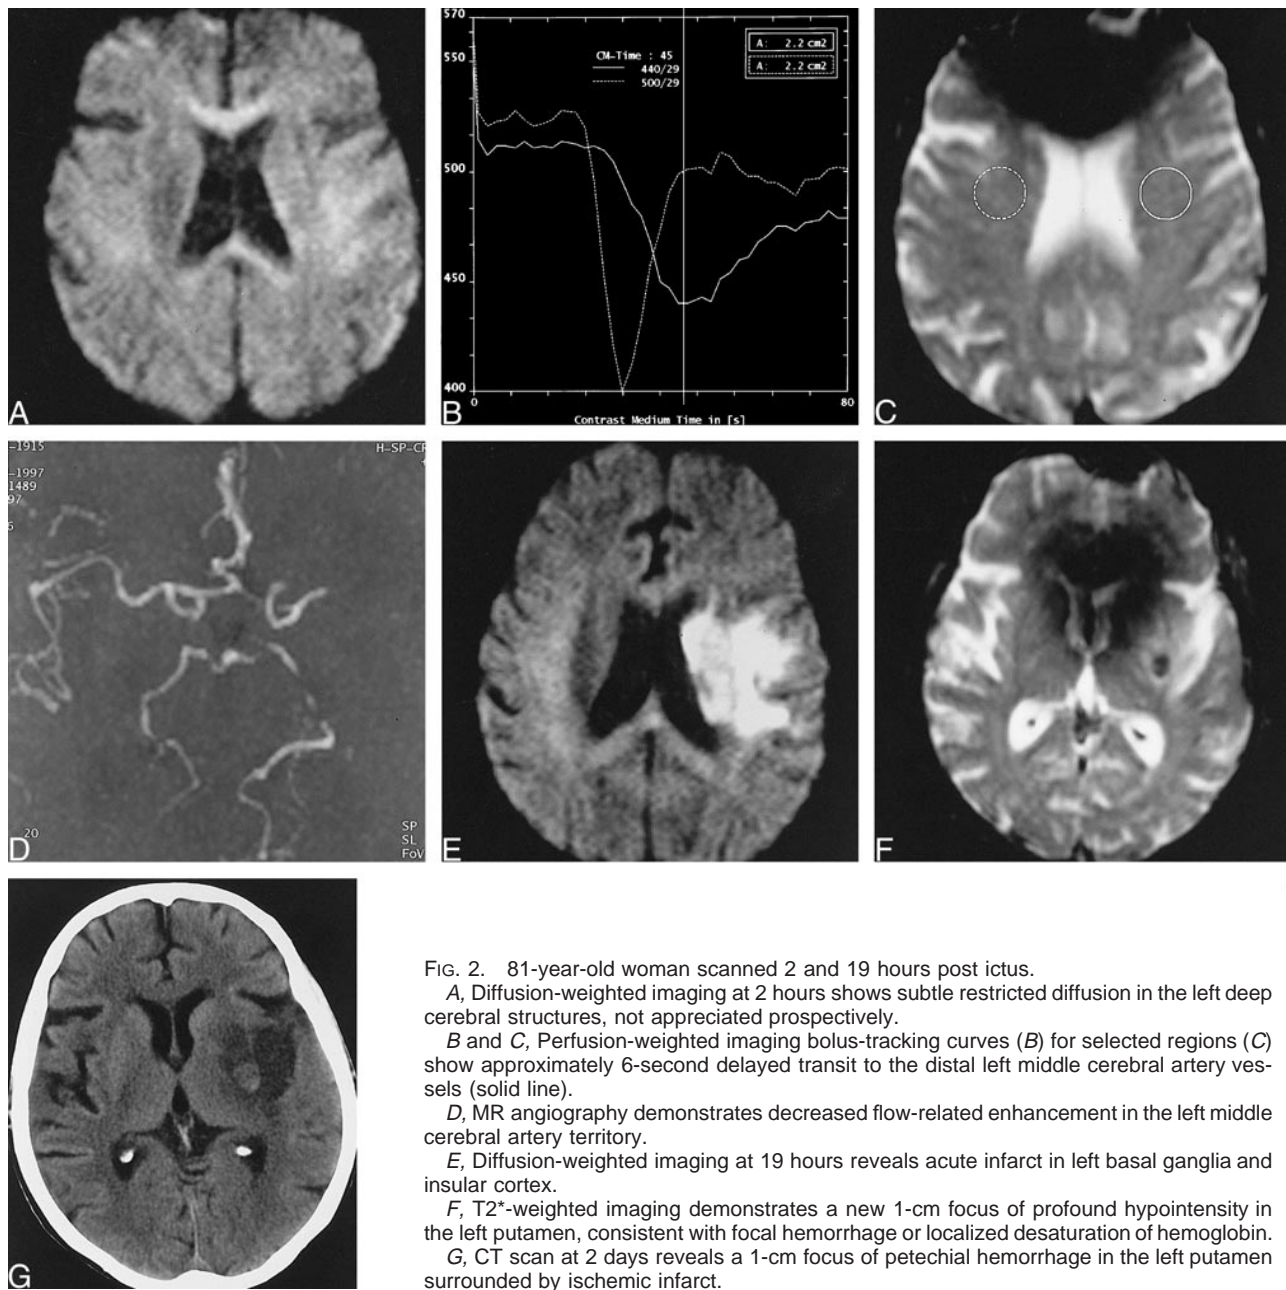 A
570
550
500
450
400
CM-Time : 45
440/29
500/29
A: 2.2 cm2
A: 2.2 cm2
0
80
Contrast Medium Time in [s]
B
C
-1915
-1997
1489
97
6
H-SP-CR
20
SP
SL
FoV
D
E
F
G
FIG. 2. 81-year-old woman scanned 2 and 19 hours post ictus.
A, Diffusion-weighted imaging at 2 hours shows subtle restricted diffusion in the left deep
cerebral structures, not appreciated prospectively.
B and C, Perfusion-weighted imaging bolus-tracking curves (B) for selected regions (C)
show approximately 6-second delayed transit to the distal left middle cerebral artery ves-
sels (solid line).
D, MR angiography demonstrates decreased flow-related enhancement in the left middle
cerebral artery territory.
E, Diffusion-weighted imaging at 19 hours reveals acute infarct in left basal ganglia and
insular cortex.
F, T2*-weighted imaging demonstrates a new 1-cm focus of profound hypointensity in
the left putamen, consistent with focal hemorrhage or localized desaturation of hemoglobin.
G, CT scan at 2 days reveals a 1-cm focus of petechial hemorrhage in the left putamen
surrounded by ischemic infarct.